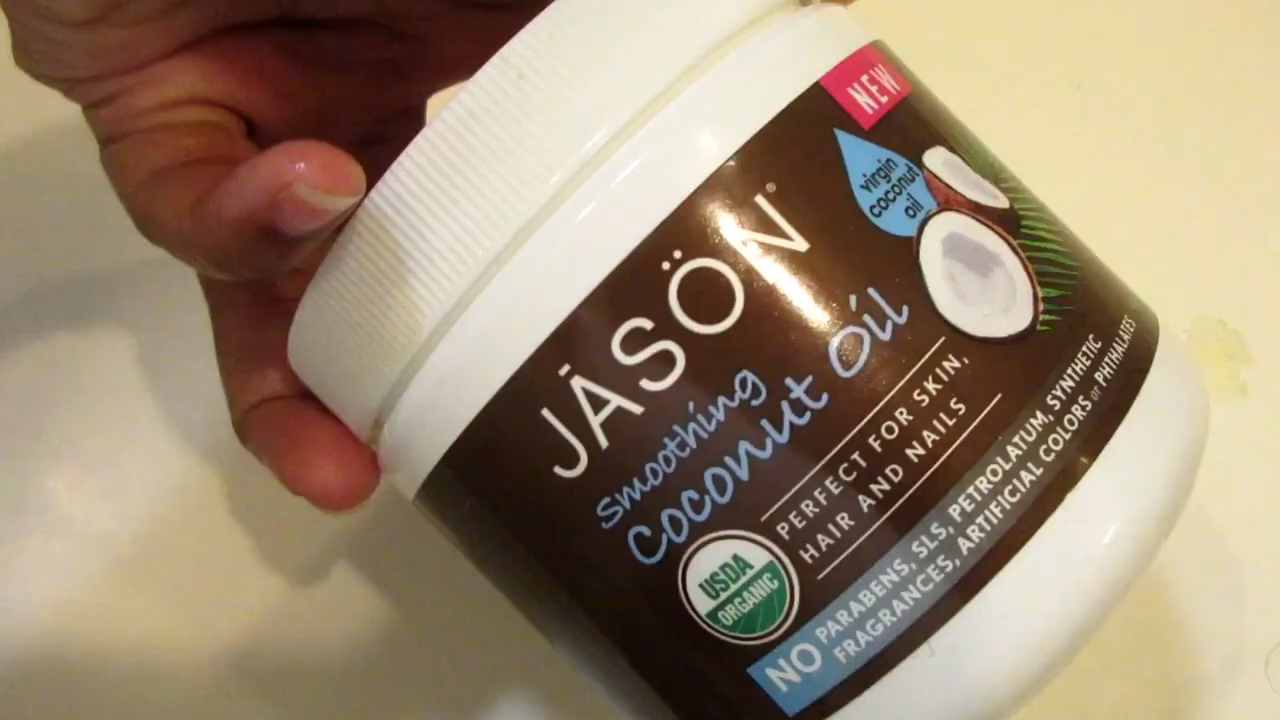 NEW
virgin
coconut
oil
JĀSÖN®
smoothing
coconut oil
PERFECT FOR SKIN,
HAIR AND NAILS
USDA
ORGANIC
NO PARABENS, SLS, PETROLATUM, SYNTHETIC
FRAGRANCES, ARTIFICIAL COLORS or PHTHALATES